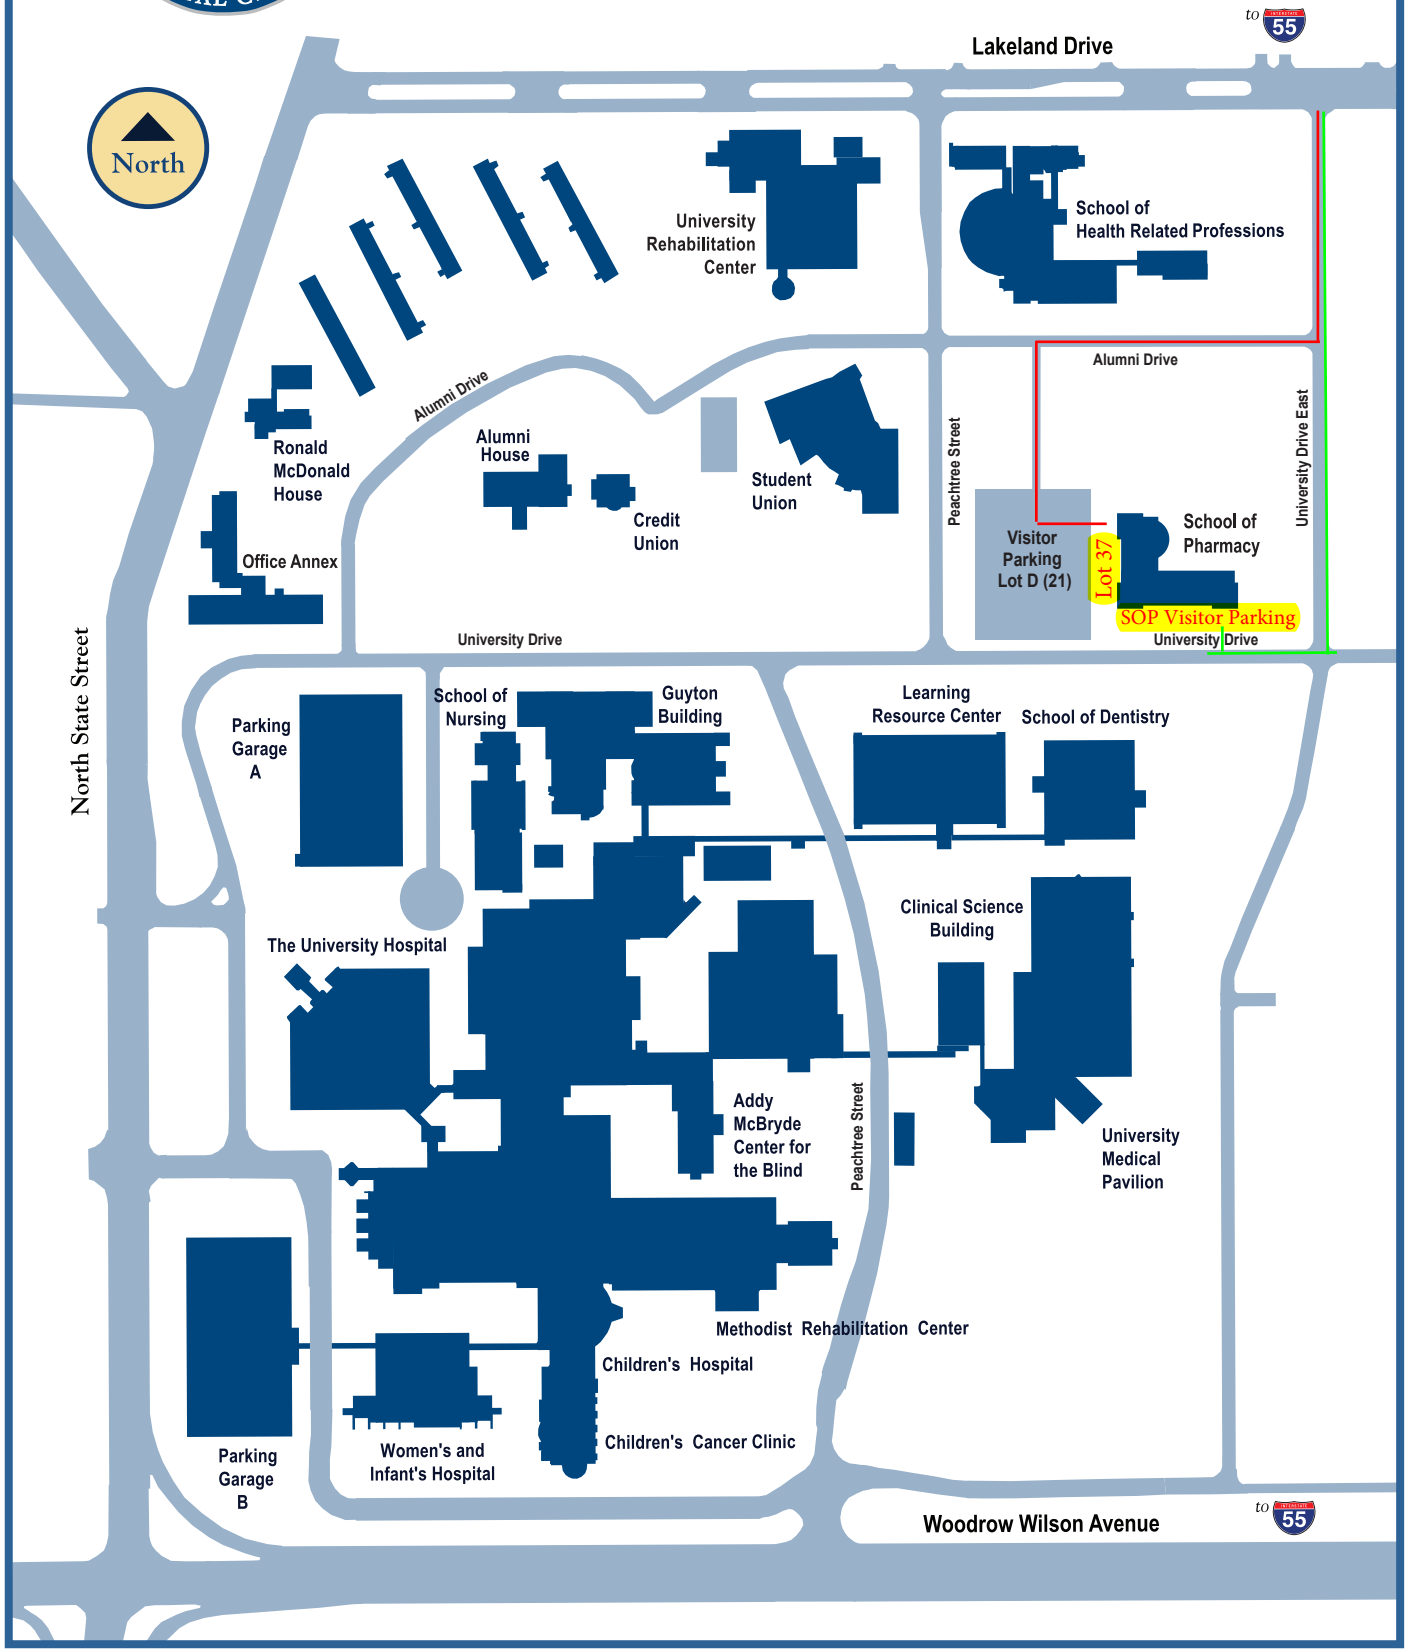 to
INTERSTATE
55
Lakeland Drive
North
University
Rehabilitation
Center
School of
Health Related Professions
Alumni Drive
Alumni Drive
Ronald
McDonald
House
Alumni
House
Credit
Union
Student
Union
Peachtree Street
University Drive East
Visitor
Parking
Lot D (21)
Lot 37
School of
Pharmacy
SOP Visitor Parking
University Drive
Office Annex
University Drive
North State Street
Parking
Garage
A
School of
Nursing
Guyton
Building
Learning
Resource Center
School of Dentistry
The University Hospital
Clinical Science
Building
Addy
McBryde
Center for
the Blind
Peachtree Street
University
Medical
Pavilion
Methodist Rehabilitation Center
Children's Hospital
Children's Cancer Clinic
Women's and
Infant's Hospital
Parking
Garage
B
Woodrow Wilson Avenue
to
INTERSTATE
55